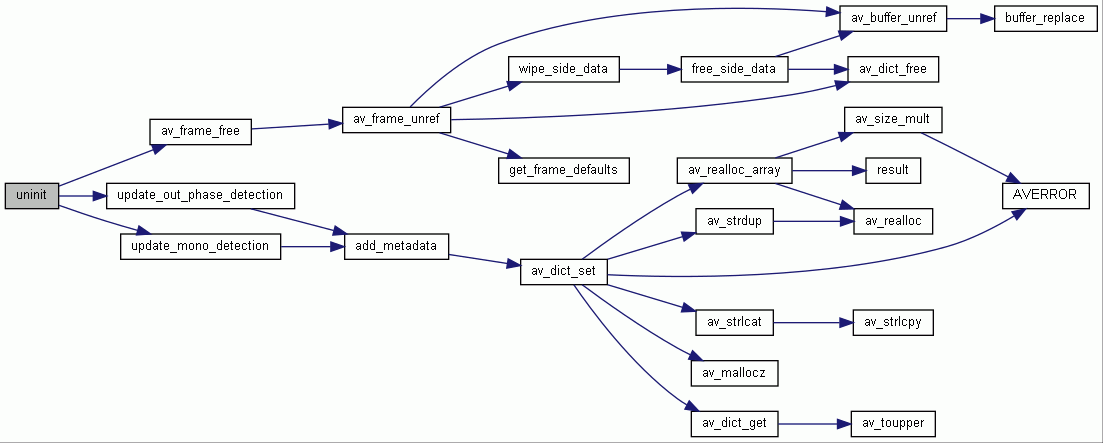 av_buffer_unref
buffer_replace
wipe_side_data
free_side_data
av_dict_free
av_frame_free
av_frame_unref
av_size_mult
get_frame_defaults
av_realloc_array
result
uninit
update_out_phase_detection
AVERROR
av_strdup
av_realloc
update_mono_detection
add_metadata
av_dict_set
av_strlcat
av_strlcpy
av_mallocz
av_dict_get
av_toupper